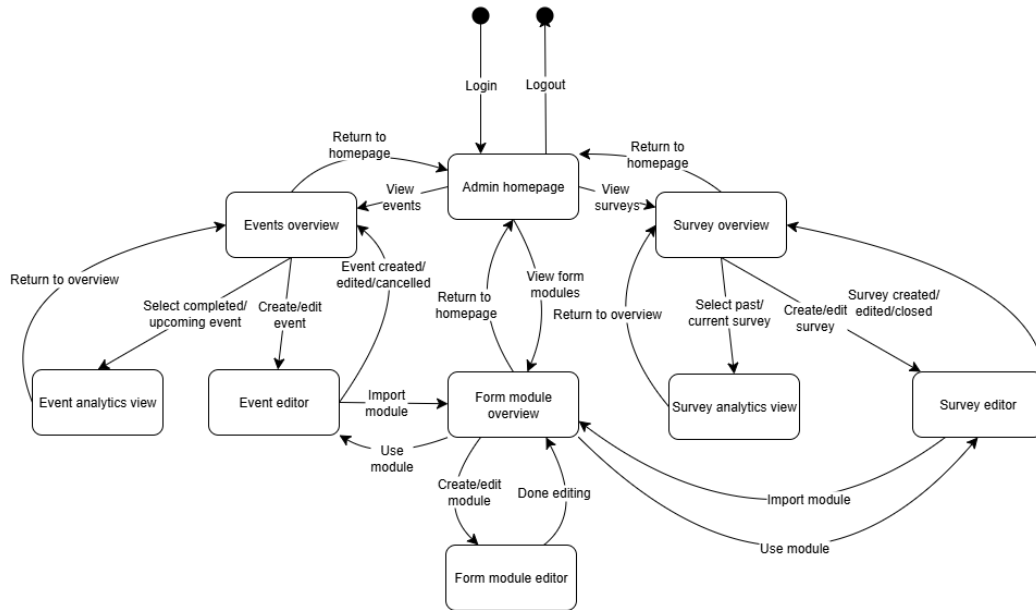 Login
Logout
Return to
homepage
Return to
homepage
Admin homepage
View
events
View
surveys
Events overview
Survey overview
Return to overview
Event created/
edited/cancelled
View form
modules
Return to
homepage
Return to overview
Select completed/
upcoming event
Create/edit
event
Select past/
current survey
Create/edit
survey
Survey created/
edited/closed
Event analytics view
Event editor
Import
module
Form module
overview
Survey analytics view
Survey editor
Use
module
Create/edit
module
Done editing
Import module
Use module
Form module editor